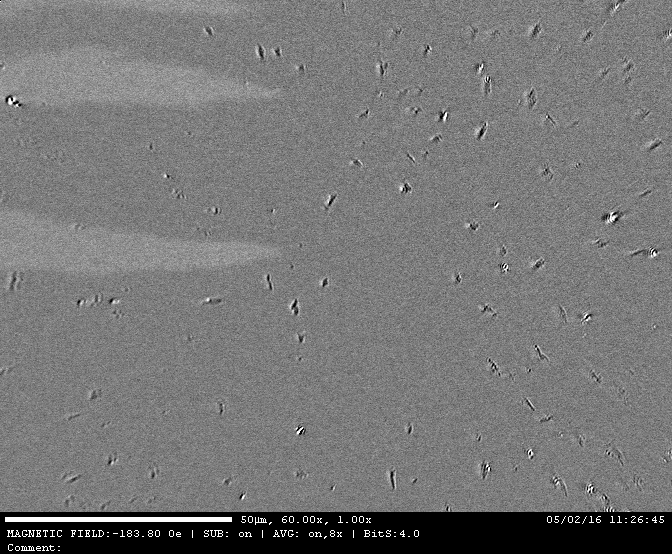 50µm, 60.00x, 1.00x 05/02/16 11:26:45
MAGNETIC FIELD:-183.80 Oe | SUB: on | AVG: on,8x | BitS:4.0
Comment: